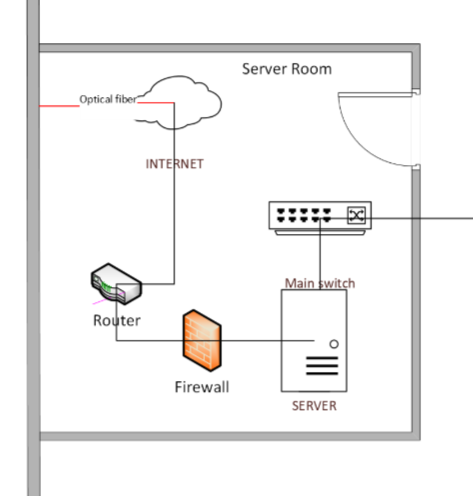 Server Room
Optical fiber
INTERNET
Main switch
Router
Firewall
SERVER